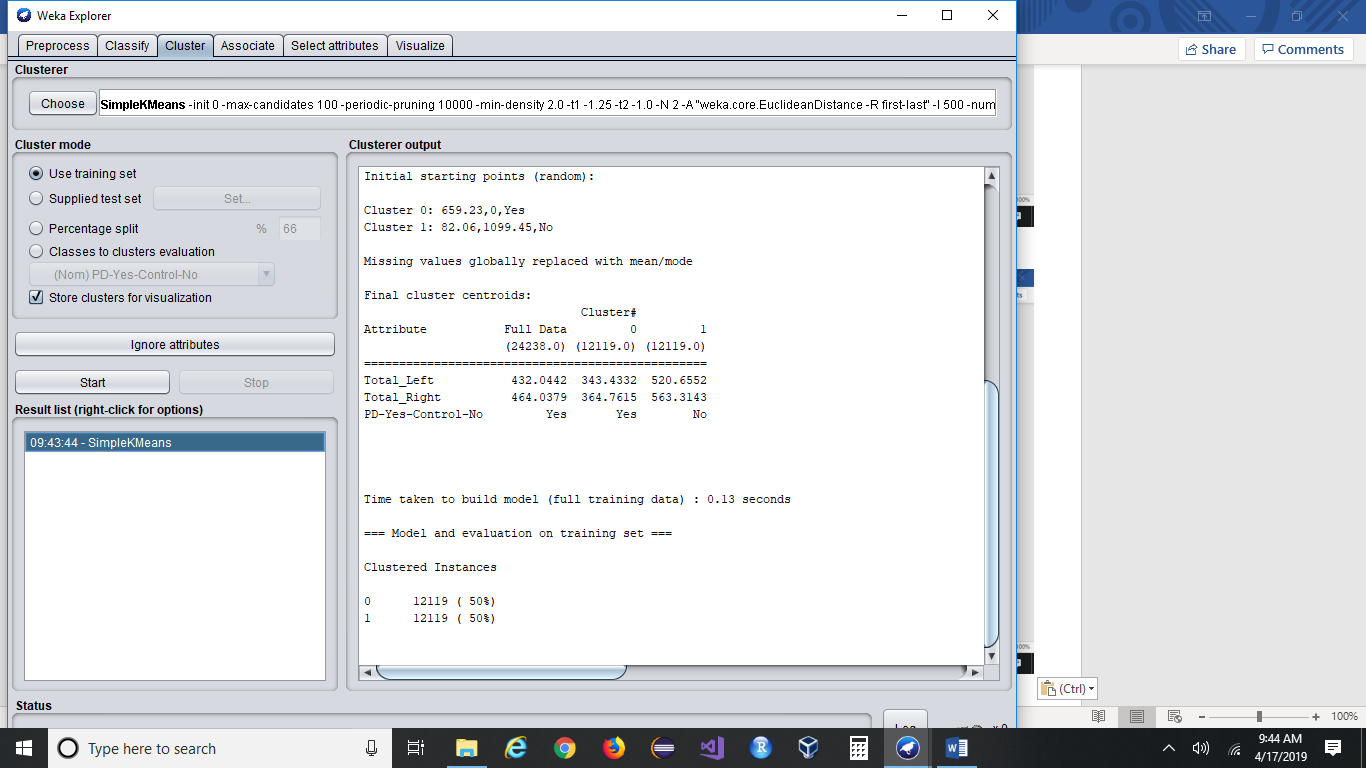 Weka Explorer
Preprocess Classify Cluster Associate Select attributes Visualize
Share Comments
Clusterer
Choose SimpleKMeans -init 0 -max-candidates 100 -periodic-pruning 10000 -min-density 2.0 -t1 -1.25 -t2 -1.0 -N 2 -A "weka.core.EuclideanDistance -R first-last" -I 500 -num
Cluster mode
Use training set
Supplied test set Set...
Percentage split % 66
Classes to clusters evaluation
(Nom) PD-Yes-Control-No
Store clusters for visualization
Ignore attributes
Start Stop
Result list (right-click for options)
09:43:44 - SimpleKMeans
Clusterer output
Initial starting points (random):
Cluster 0: 659.23,0,Yes
Cluster 1: 82.06,1099.45,No
Missing values globally replaced with mean/mode
Final cluster centroids:
Cluster#
Attribute Full Data 0 1
(24238.0) (12119.0) (12119.0)
=================================================
Total_Left 432.0442 343.4332 520.6552
Total_Right 464.0379 364.7615 563.3143
PD-Yes-Control-No Yes Yes No
Time taken to build model (full training data) : 0.13 seconds
=== Model and evaluation on training set ===
Clustered Instances
0 12119 ( 50%)
1 12119 ( 50%)
Status
Log x 0
(Ctrl)
100%
Type here to search
9:44 AM
4/17/2019